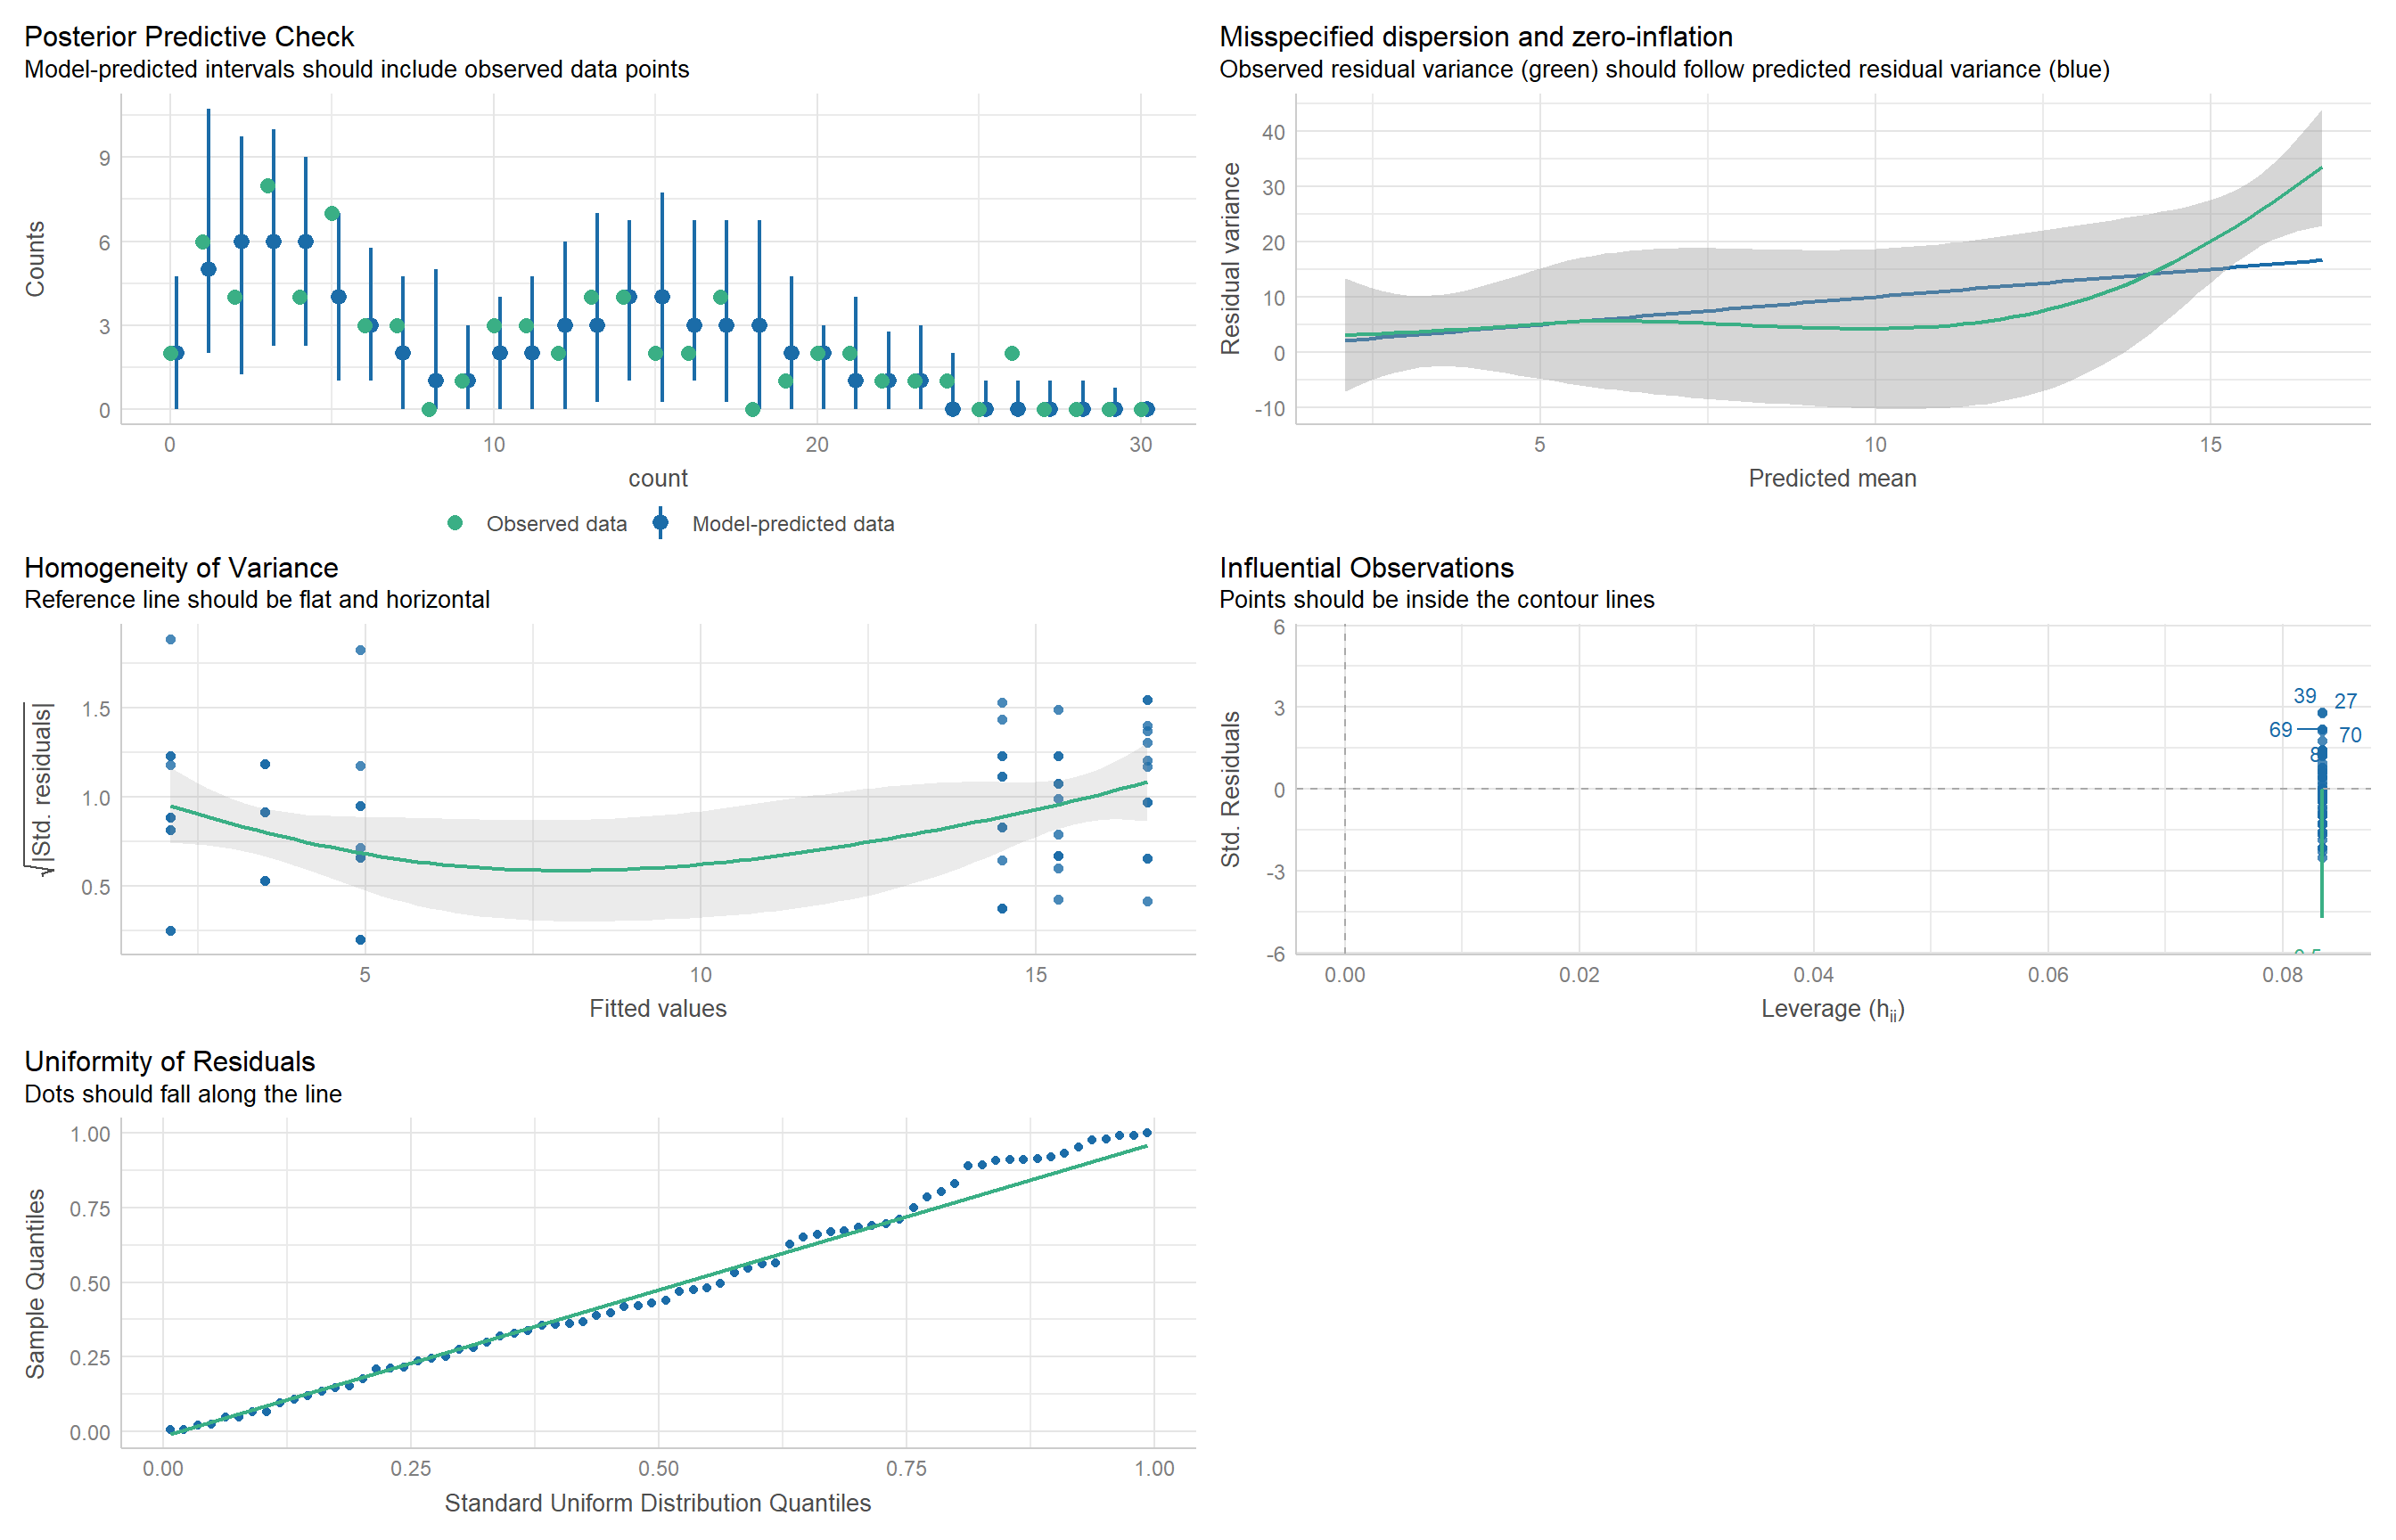 Posterior Predictive Check
Model-predicted intervals should include observed data points
Counts
9
6
3
0
0 10 20 30
count
Observed data Model-predicted data
Misspecified dispersion and zero-inflation
Observed residual variance (green) should follow predicted residual variance (blue)
Residual variance
40
30
20
10
0
-10
5 10 15
Predicted mean
Homogeneity of Variance
Reference line should be flat and horizontal
√|Std. residuals|
1.5
1.0
0.5
5 10 15
Fitted values
Influential Observations
Points should be inside the contour lines
Std. Residuals
6
3
0
-3
-6
39 27
69 70
0.00 0.02 0.04 0.06 0.08
Leverage (hii)
Uniformity of Residuals
Dots should fall along the line
Sample Quantiles
1.00
0.75
0.50
0.25
0.00
0.00 0.25 0.50 0.75 1.00
Standard Uniform Distribution Quantiles